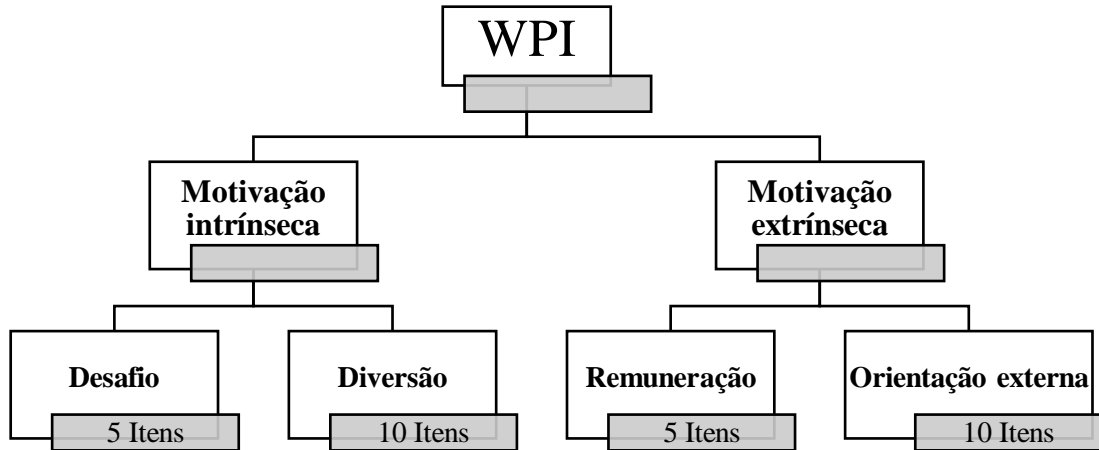 WPI
Motivação
intrínseca
Motivação
extrínseca
Desafio
5 Itens
Diversão
10 Itens
Remuneração
5 Itens
Orientação externa
10 Itens